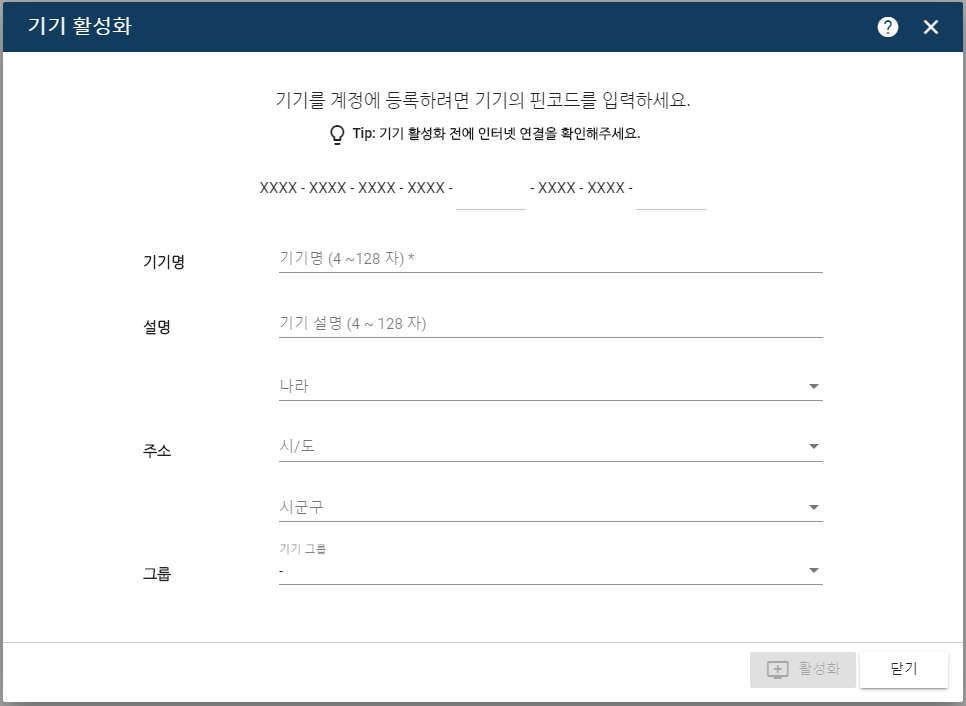 기기 활성화
기기를 계정에 등록하려면 기기의 핀코드를 입력하세요.
Tip: 기기 활성화 전에 인터넷 연결을 확인해주세요.
XXXX - XXXX - XXXX - XXXX - - XXXX - XXXX -
기기명 기기명 (4 ~128 자) *
설명 기기 설명 (4 ~ 128 자)
나라
주소 시/도
시군구
기기 그룹
그룹 -
활성화 닫기